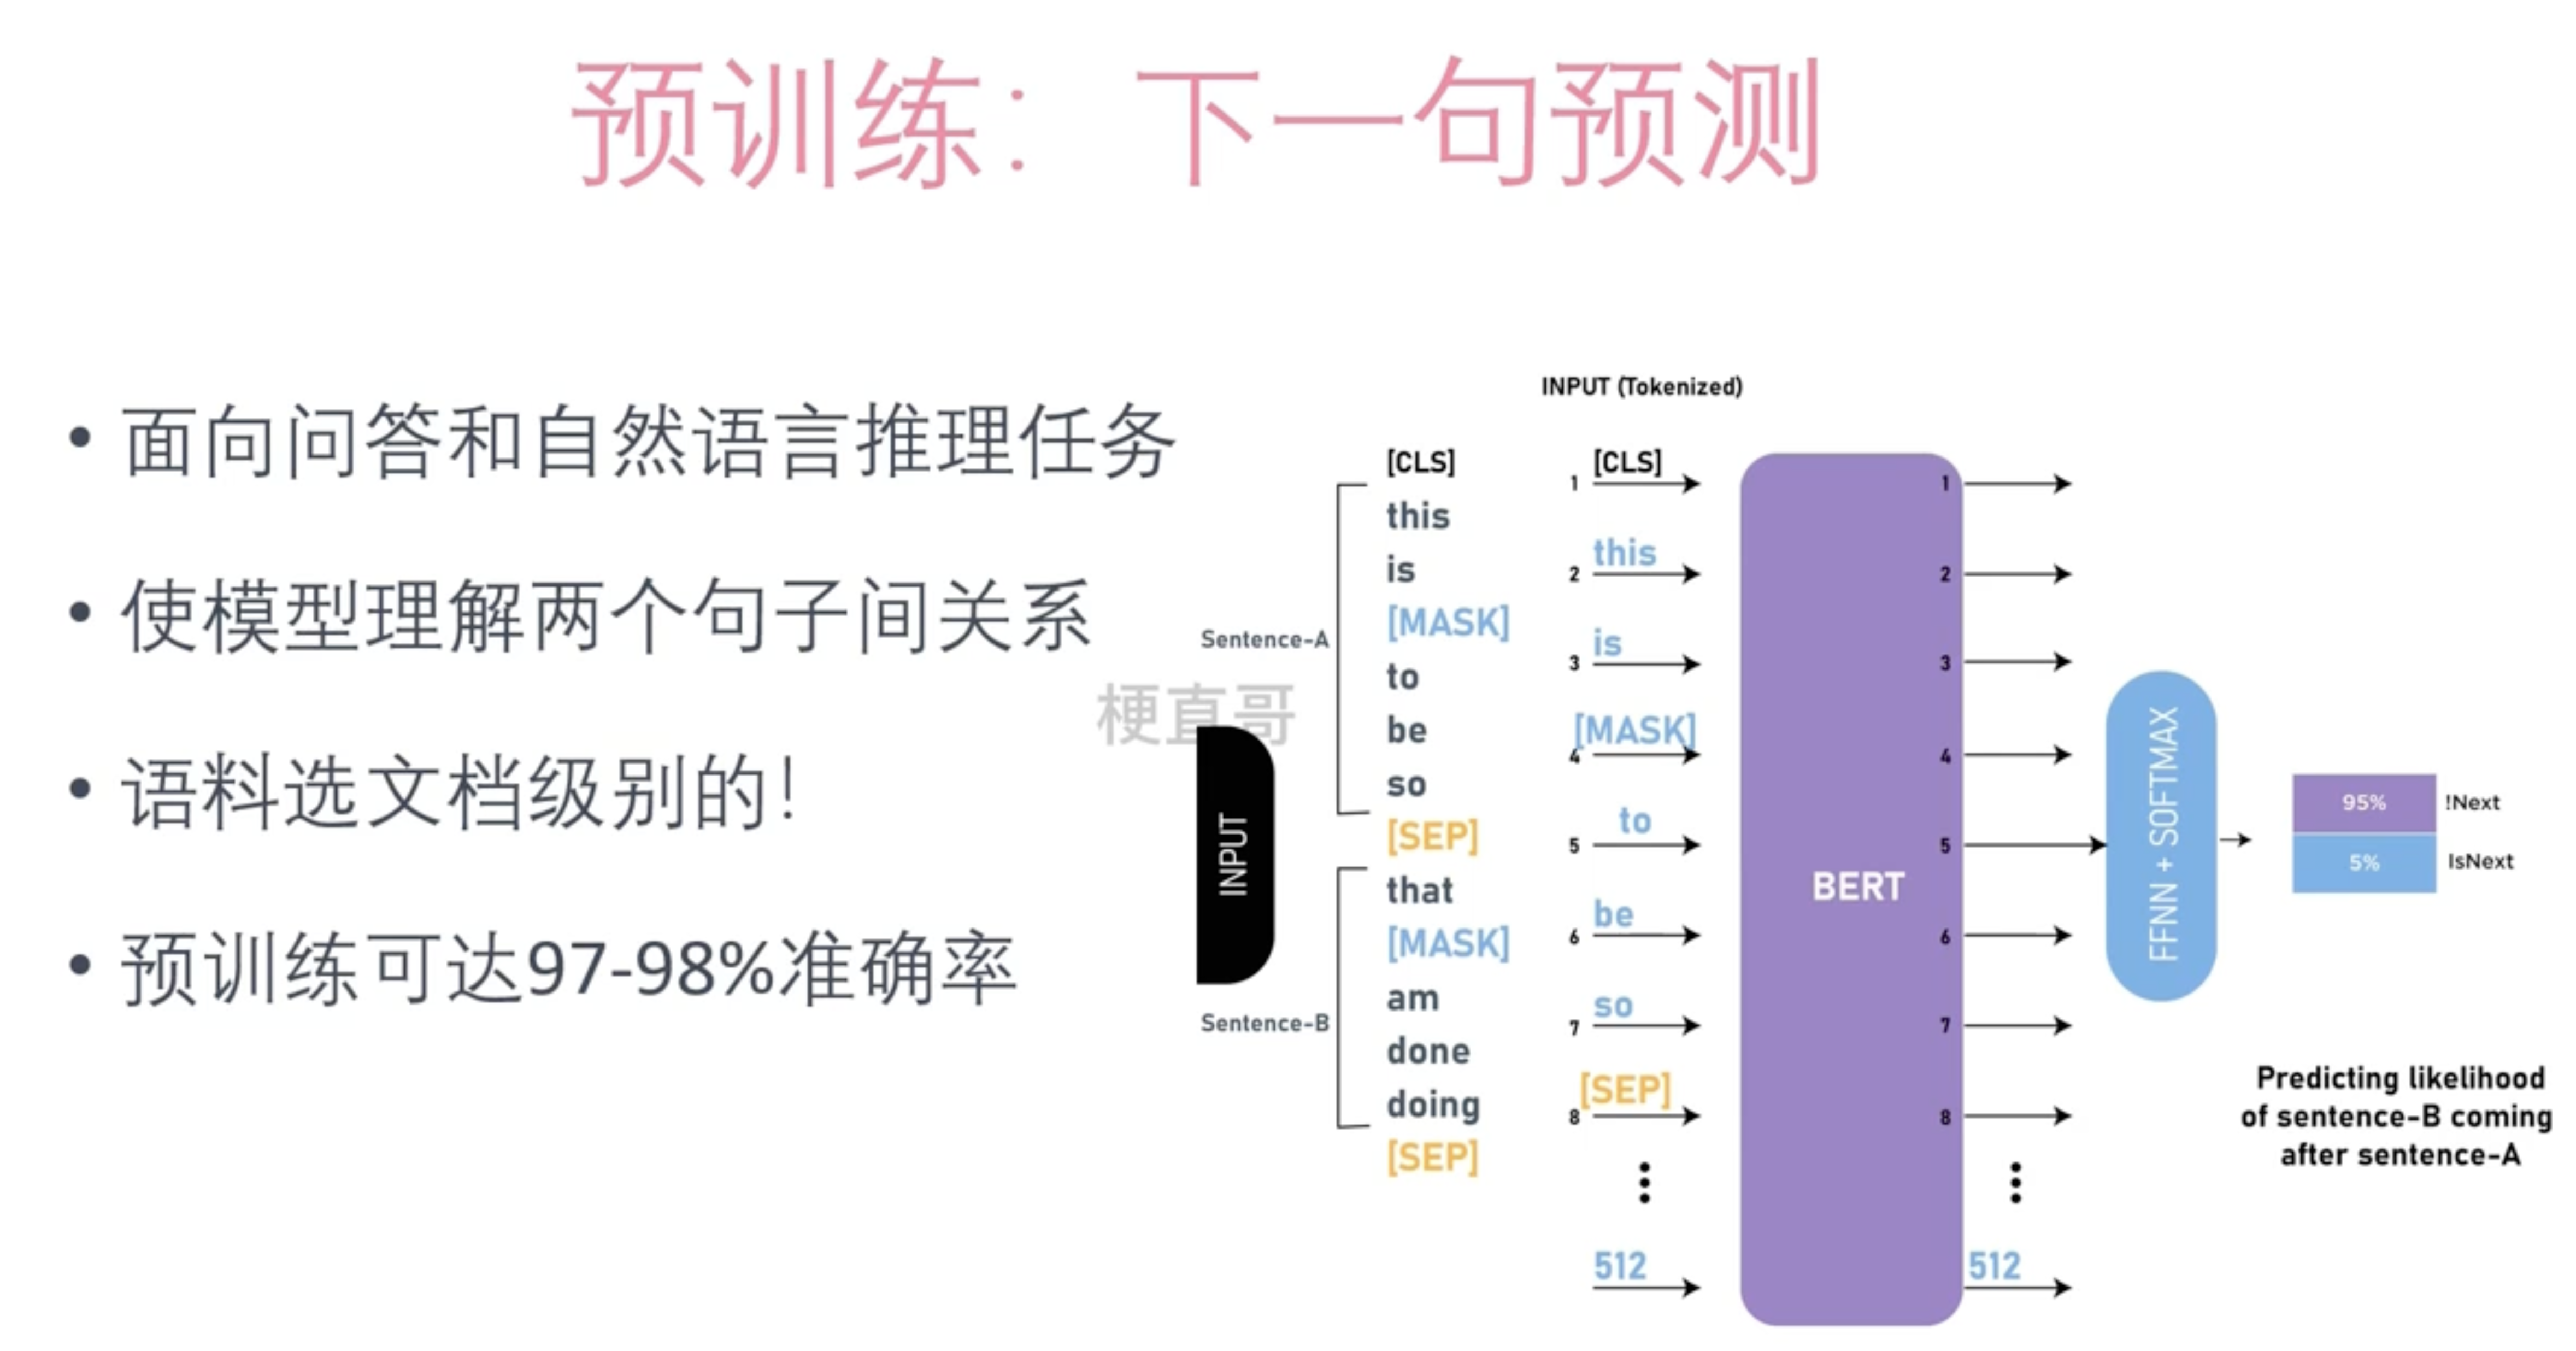 预训练：下一句预测
• 面向问答和自然语言推理任务
• 使模型理解两个句子间关系
• 语料选文档级别的！
• 预训练可达97-98%准确率
梗直哥
INPUT
Sentence-A
Sentence-B
[CLS]
this
is
[MASK]
to
be
so
[SEP]
that
[MASK]
am
done
doing
[SEP]
INPUT (Tokenized)
1 [CLS]
2 this
3 is
4 [MASK]
5 to
6 be
7 so
8 [SEP]
512
BERT
1
2
3
4
5
6
7
8
512
FFNN + SOFTMAX
95% !Next
5% IsNext
Predicting likelihood
of sentence-B coming
after sentence-A